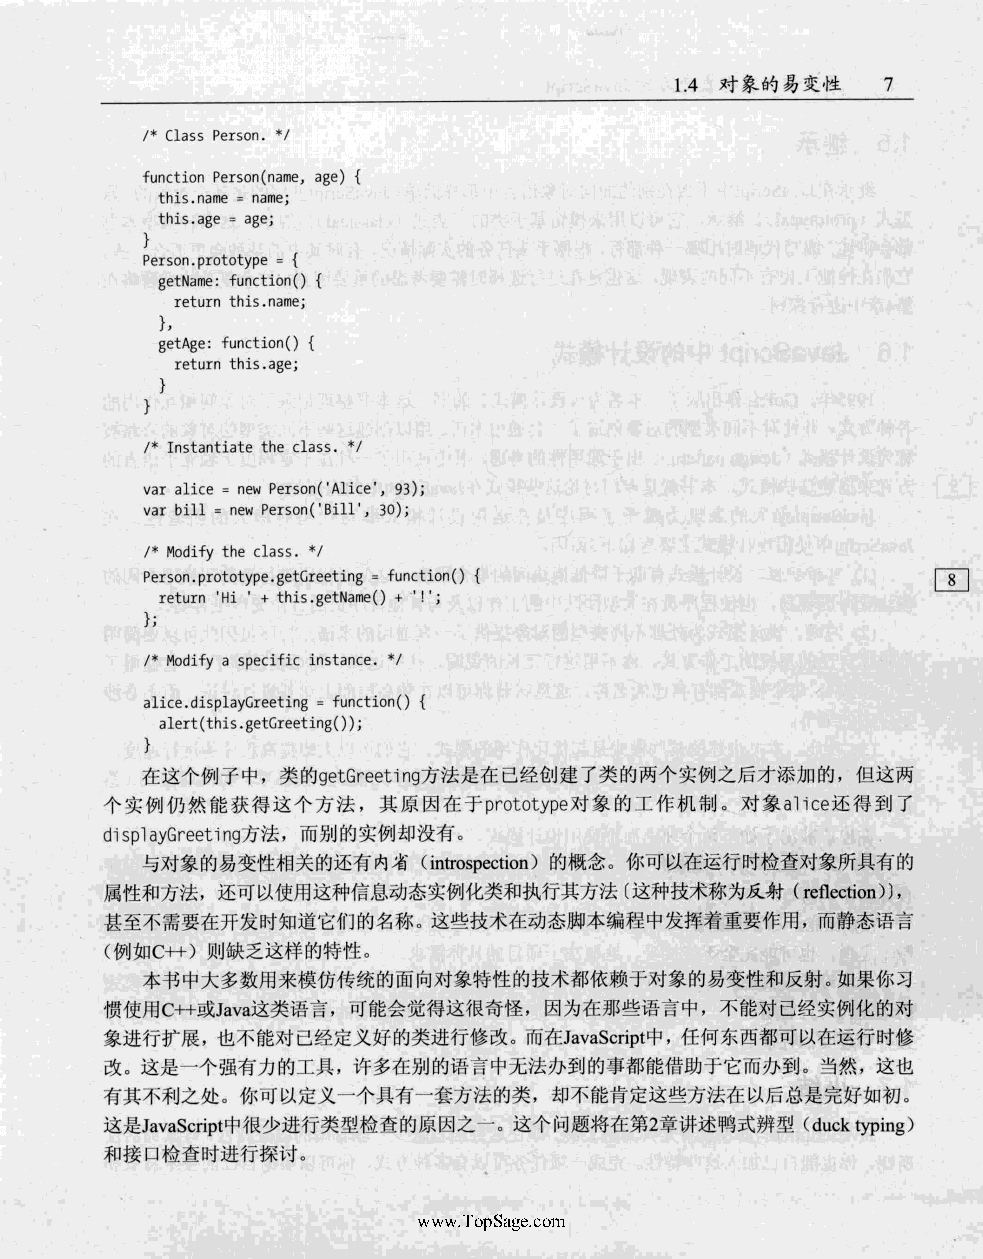 1.4 对象的易变性 7
/* Class Person. */
function Person(name, age) {
this.name = name;
this.age = age;
}
Person.prototype = {
getName: function() {
return this.name;
},
getAge: function() {
return this.age;
}
}
/* Instantiate the class. */
var alice = new Person('Alice', 93);
var bill = new Person('Bill', 30);
/* Modify the class. */
Person.prototype.getGreeting = function() {
8
return 'Hi ' + this.getName() + '!';
};
/* Modify a specific instance. */
alice.displayGreeting = function() {
alert(this.getGreeting());
}
在这个例子中，类的getGreeting方法是在已经创建了类的两个实例之后才添加的，但这两
个实例仍然能获得这个方法，其原因在于prototype对象的工作机制。对象alice还得到了
displayGreeting方法，而别的实例却没有。
与对象的易变性相关的还有内省（introspection）的概念。你可以在运行时检查对象所具有的
属性和方法，还可以使用这种信息动态实例化类和执行其方法〔这种技术称为反射（reflection）〕，
甚至不需要在开发时知道它们的名称。这些技术在动态脚本编程中发挥着重要作用，而静态语言
（例如C++）则缺乏这样的特性。
本书中大多数用来模仿传统的面向对象特性的技术都依赖于对象的易变性和反射。如果你习
惯使用C++或Java这类语言，可能会觉得这很奇怪，因为在那些语言中，不能对已经实例化的对
象进行扩展，也不能对已经定义好的类进行修改。而在JavaScript中，任何东西都可以在运行时修
改。这是一个强有力的工具，许多在别的语言中无法办到的事都能借助于它而办到。当然，这也
有其不利之处。你可以定义一个具有一套方法的类，却不能肯定这些方法在以后总是完好如初。
这是JavaScript中很少进行类型检查的原因之一。这个问题将在第2章讲述鸭式辨型（duck typing）
和接口检查时进行探讨。
www.TopSage.com